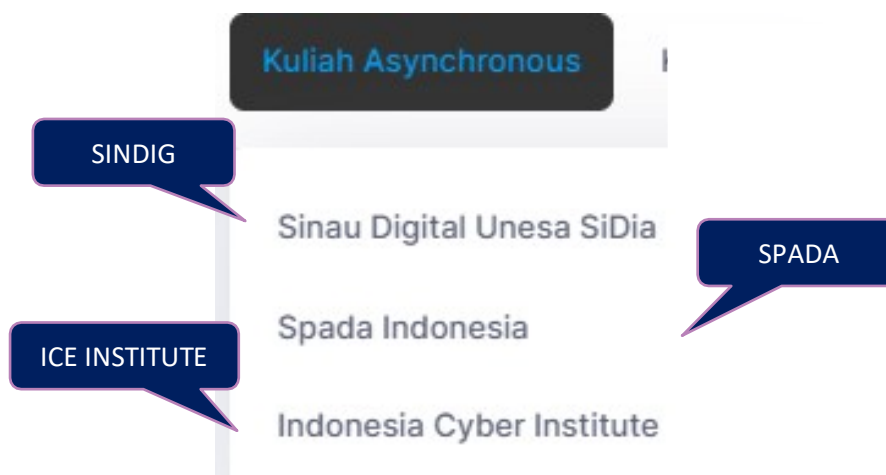 Kuliah Asynchronous
SINDIG
Sinau Digital Unesa SiDia
SPADA
Spada Indonesia
ICE INSTITUTE
Indonesia Cyber Institute